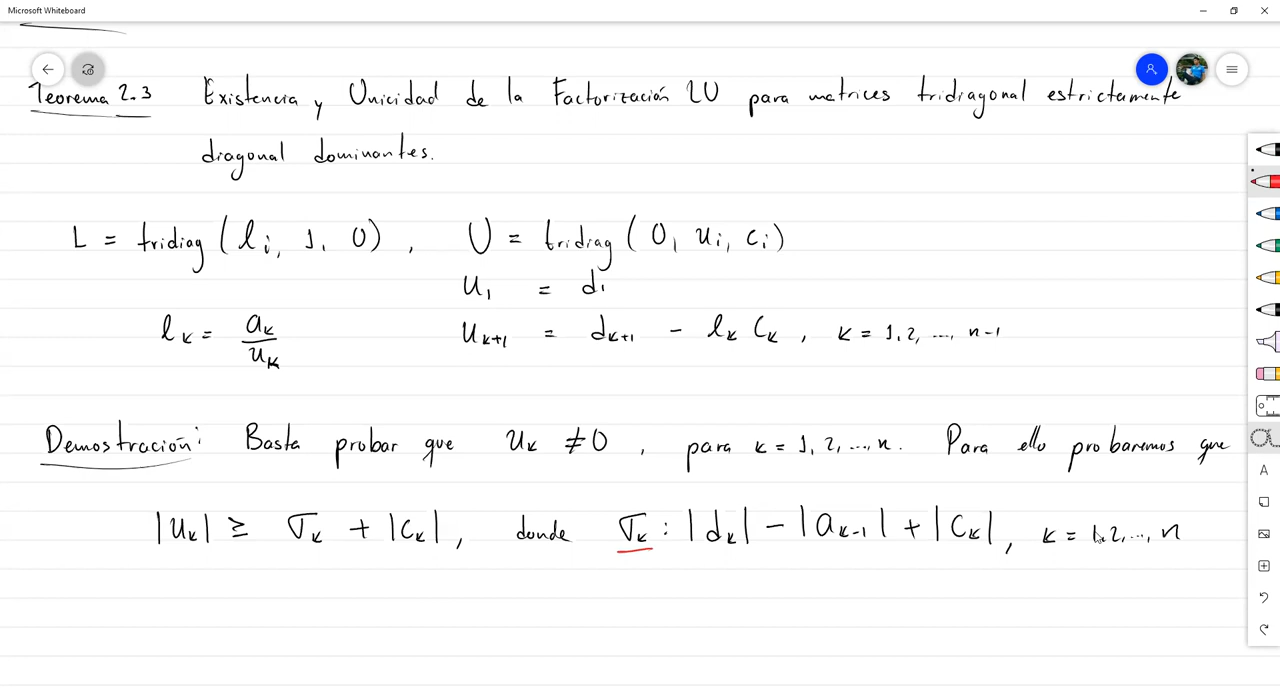 Microsoft Whiteboard
Teorema 2.3 Existencia y Unicidad de la Factorización LU para matrices tridiagonal estrictamente
diagonal dominantes.
L = tridiag (l_i, 1, 0), U = tridiag (0, u_i, c_i)
u_1 = d_1
l_k = a_k / u_k u_{k+1} = d_{k+1} - l_k c_k, k = 1, 2, ..., n-1
Demostración: Basta probar que u_k ≠ 0, para k = 1, 2, ..., n. Para ello probaremos que
|u_k| ≥ σ_k + |c_k|, donde σ_k : |d_k| - |a_{k-1}| + |c_k|, k = 1, 2, ..., n
A